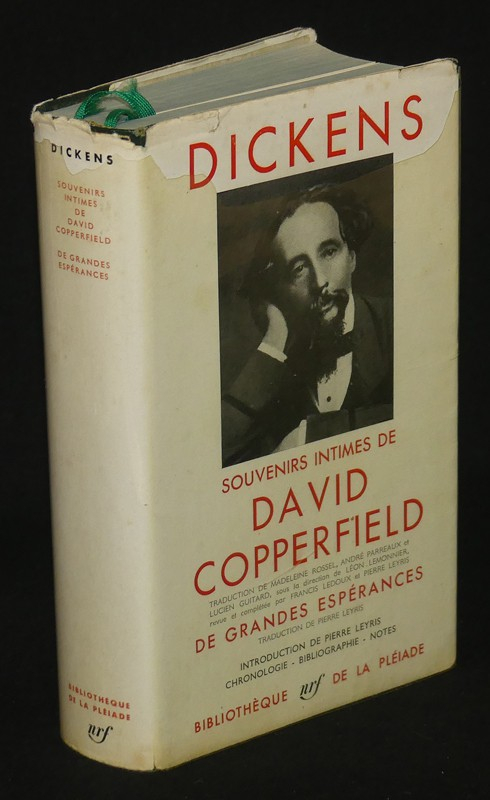 DICKENS
SOUVENIRS
INTIMES
DE
DAVID
COPPERFIELD
DE GRANDES
ESPÉRANCES
BIBLIOTHÈQUE
DE LA PLÉIADE
nrf
DICKENS
SOUVENIRS INTIMES DE
DAVID
COPPERFIELD
TRADUCTION DE MADELEINE ROSSEL, ANDRÉ PARREAUX et
LUCIEN GUITARD, sous la direction de LÉON LEMONNIER,
revue et complétée par FRANCIS LEDOUX et PIERRE LEYRIS
DE GRANDES ESPÉRANCES
TRADUCTION DE PIERRE LEYRIS
INTRODUCTION DE PIERRE LEYRIS
CHRONOLOGIE - BIBLIOGRAPHIE - NOTES
BIBLIOTHÈQUE nrf DE LA PLÉIADE